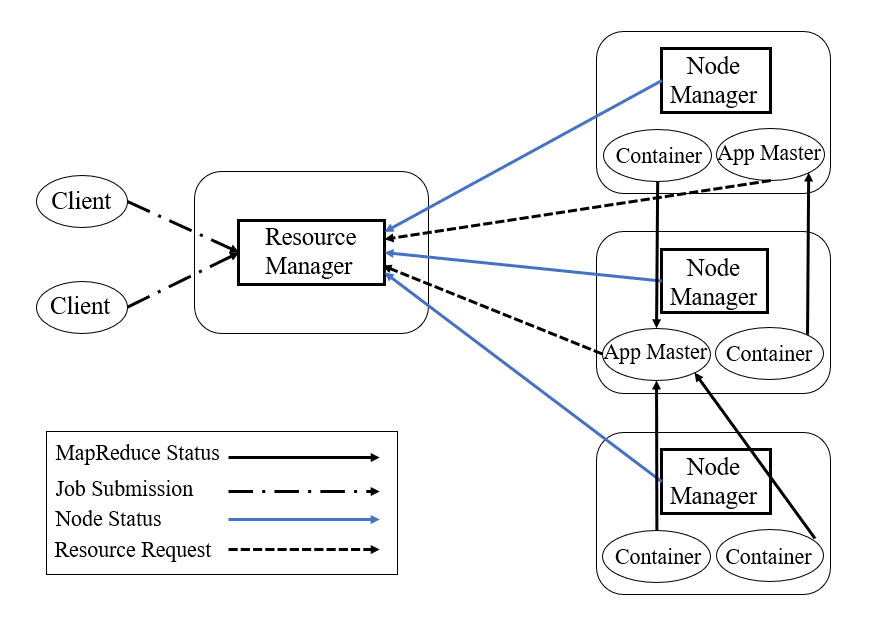 Node
Manager
Container
App Master
Client
Client
Resource
Manager
Node
Manager
App Master
Container
Node
Manager
Container
Container
MapReduce Status
Job Submission
Node Status
Resource Request